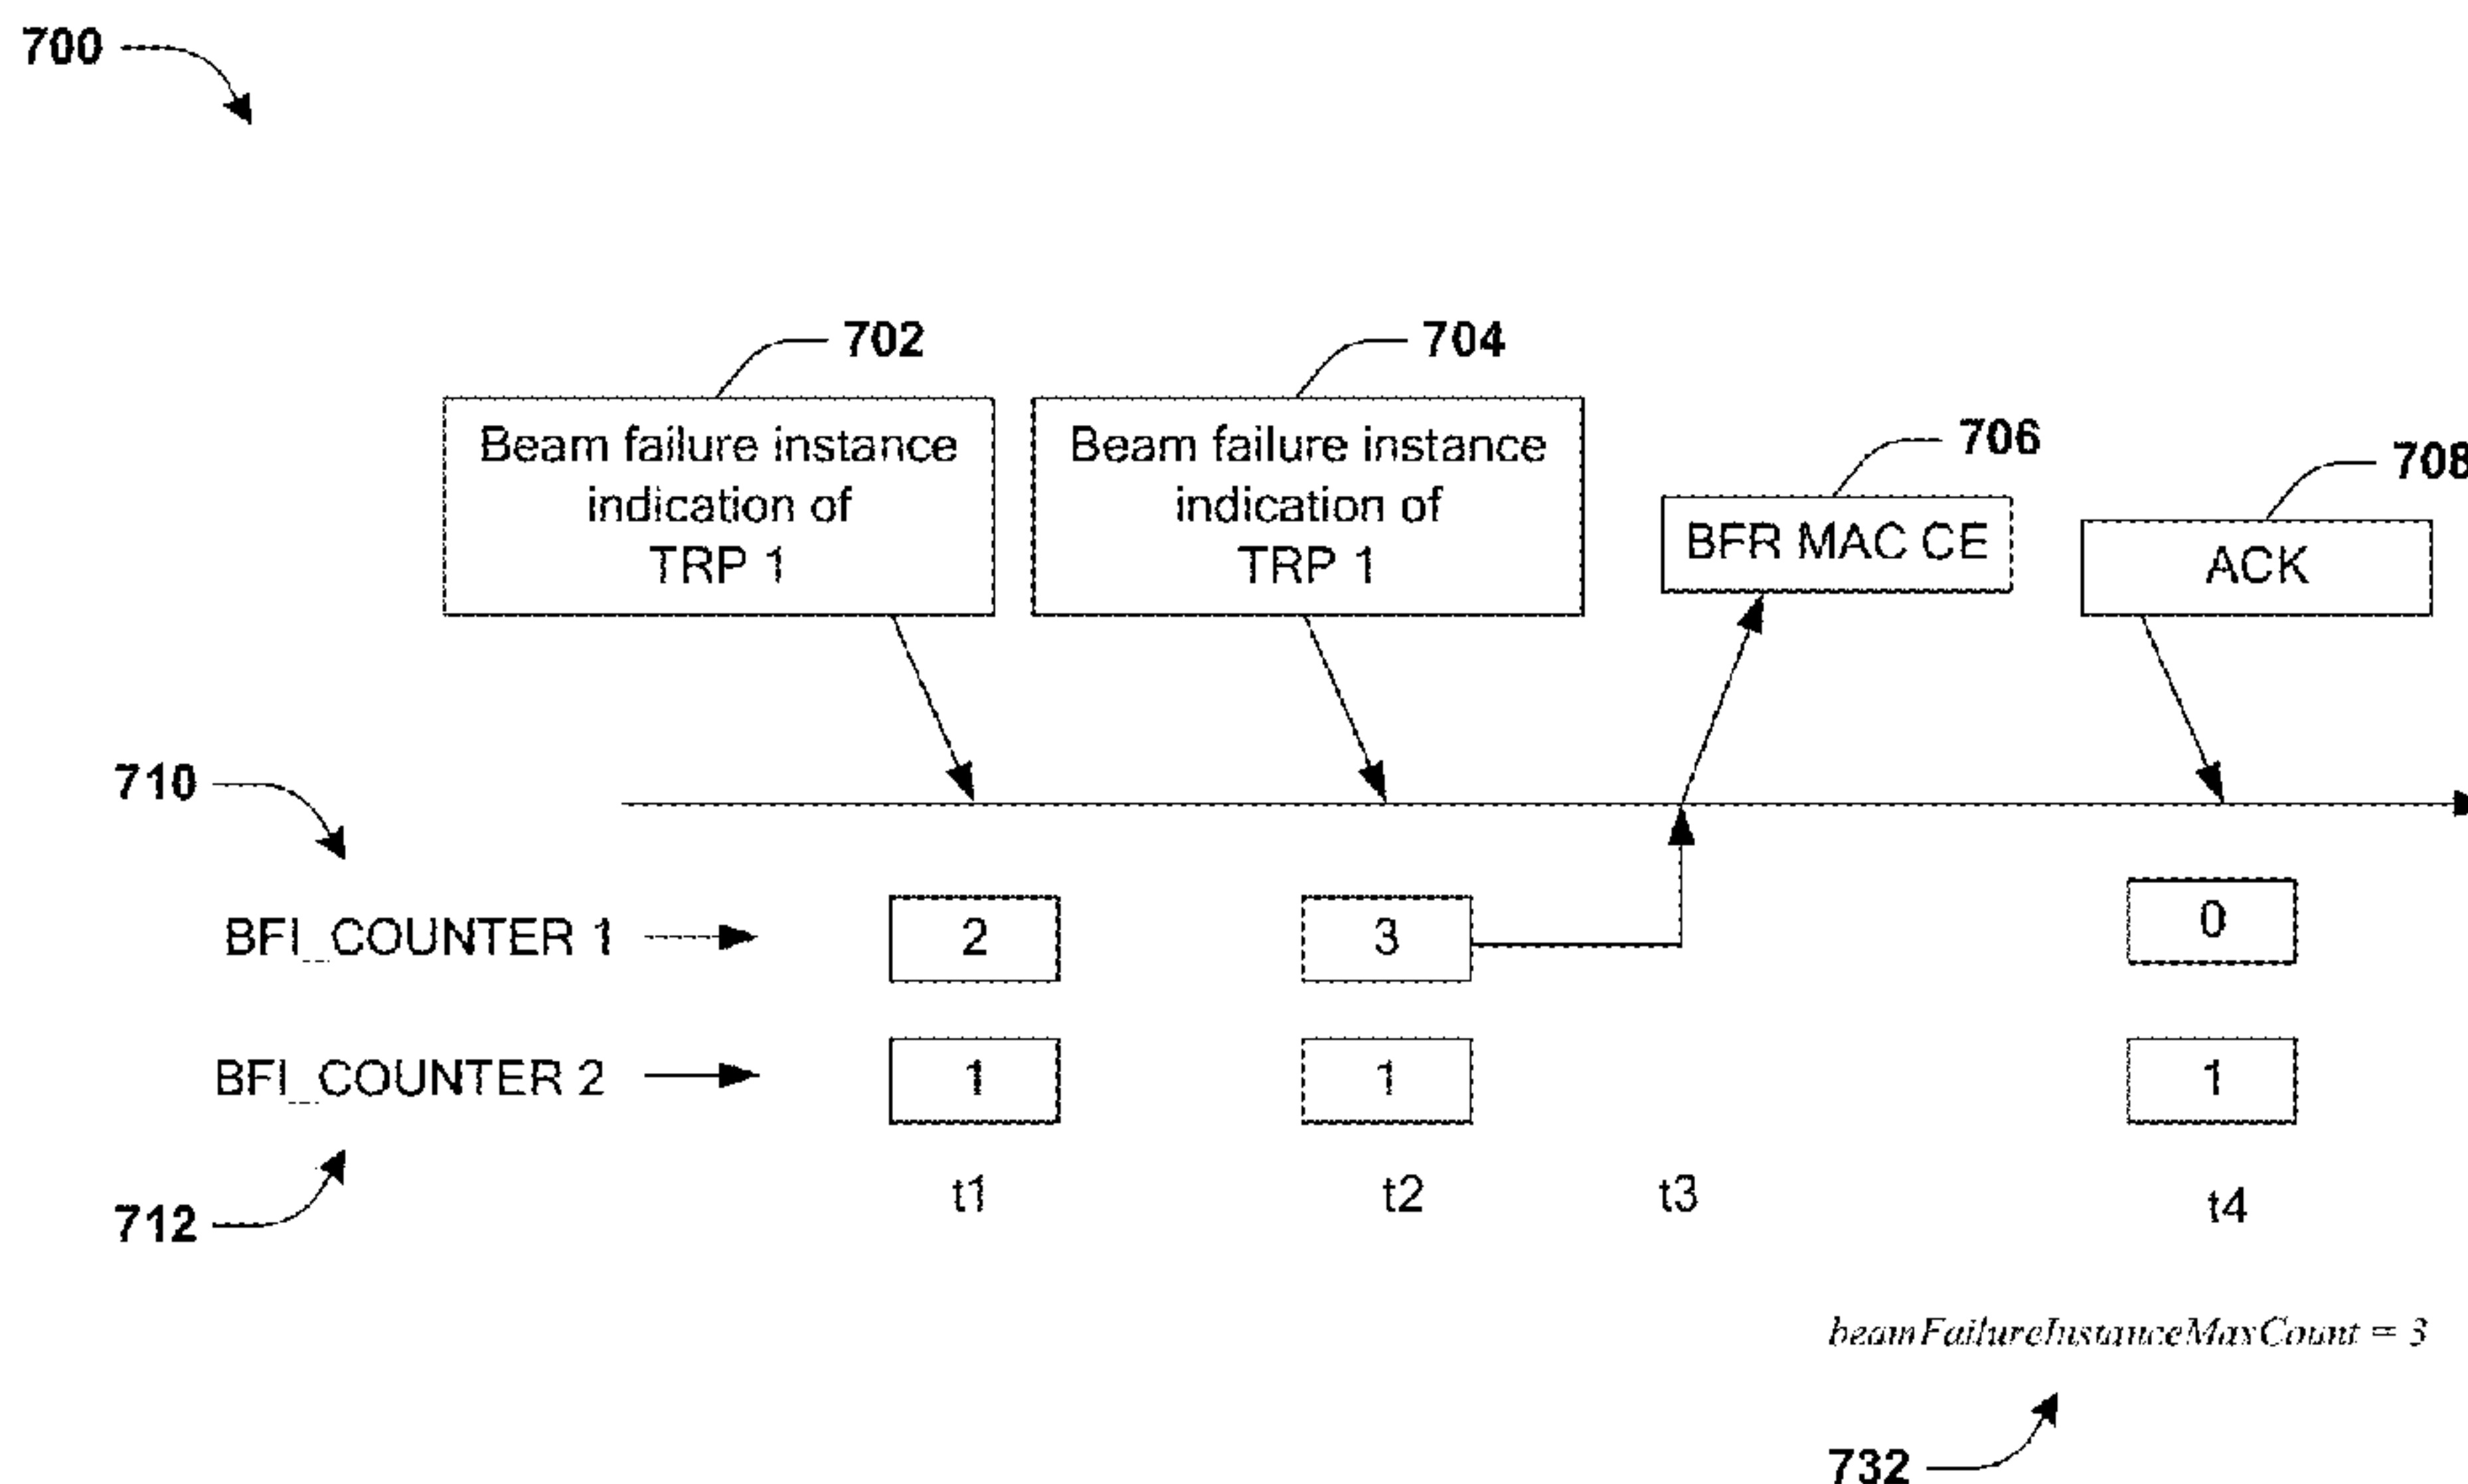 700
702
704
Beam failure instance
indication of
TRP 1
Beam failure instance
indication of
TRP 1
706
BFR MAC CE
708
ACK
710
BFI_COUNTER 1
2
3
0
BFI_COUNTER 2
1
1
1
712
t1
t2
t3
t4
beamFailureInstanceMaxCount = 3
732